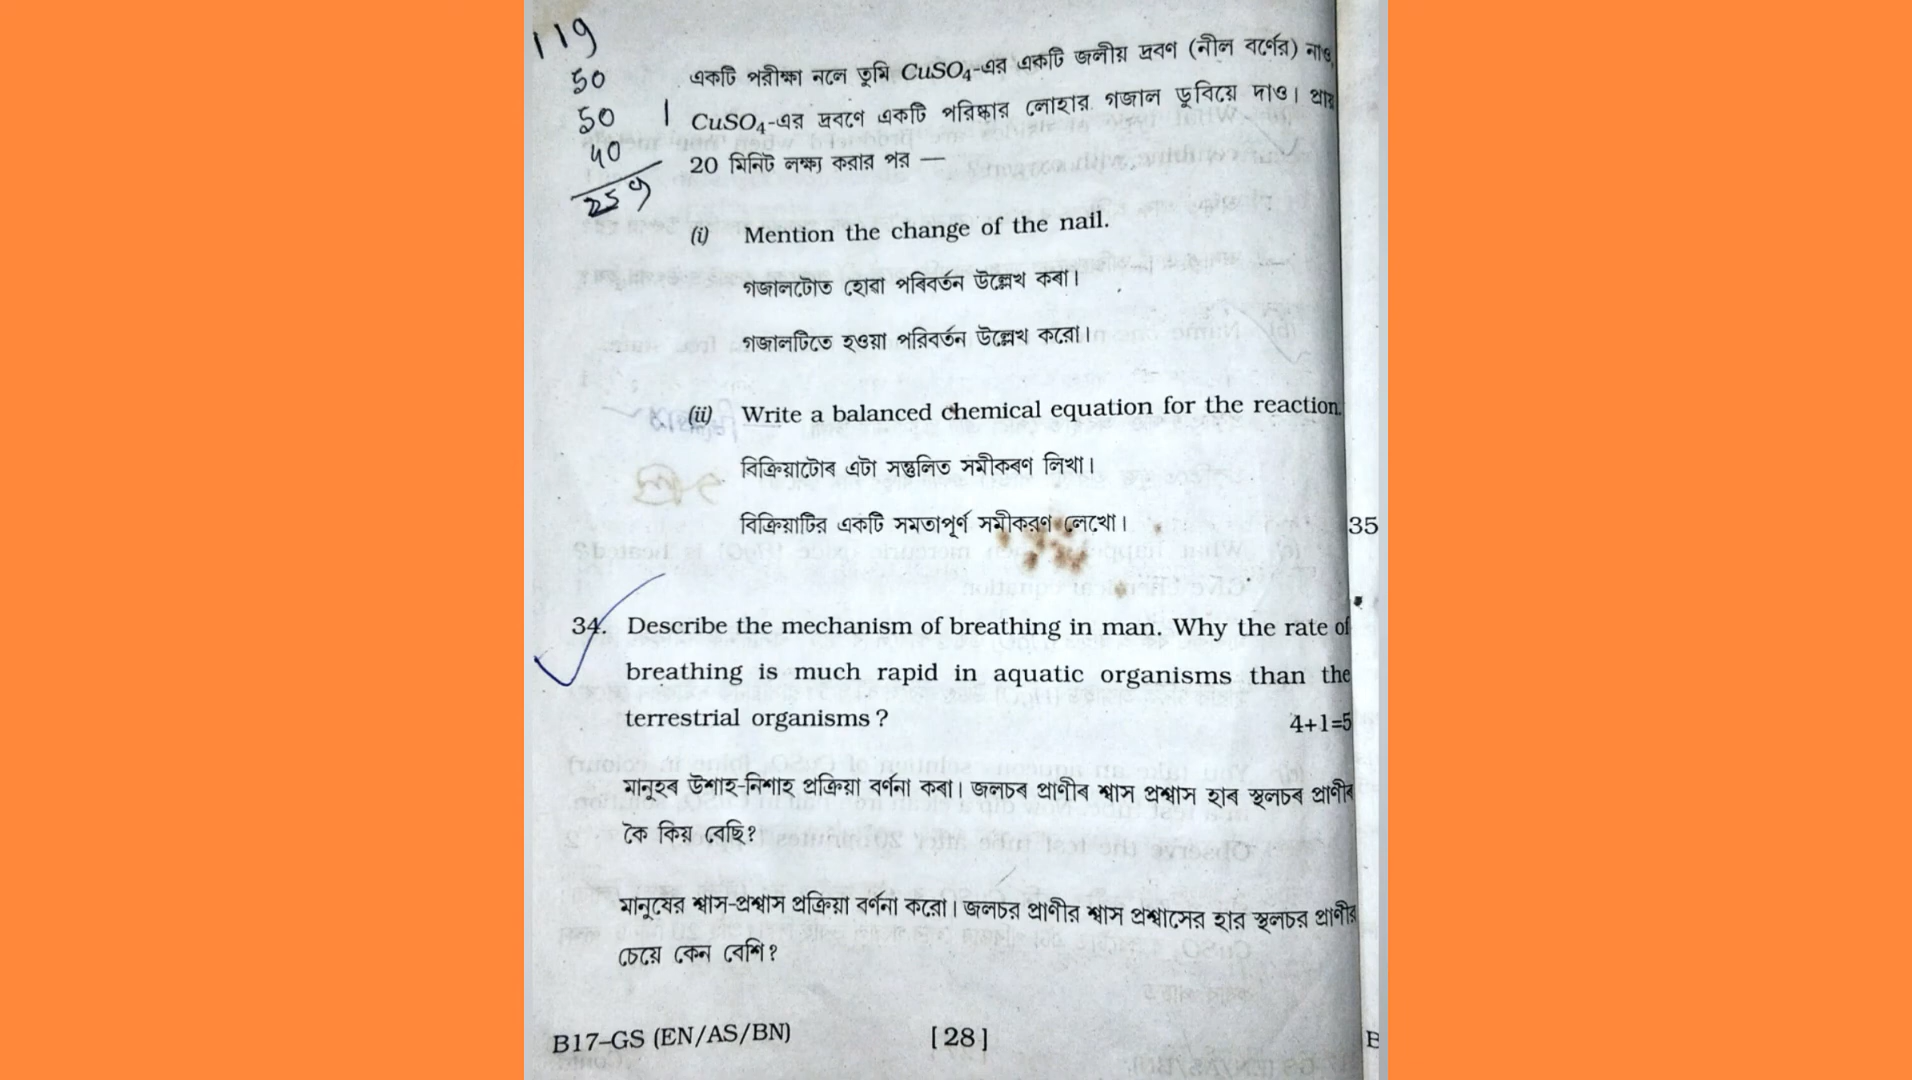 119
50
50
40
259
একটি পরীক্ষা নলে তুমি CuSO₄-এর একটি জলীয় দ্রবণ (নীল বর্ণের) নাও,
CuSO₄-এর দ্রবণে একটি পরিষ্কার লোহার গজাল ডুবিয়ে দাও। প্রায়
20 মিনিট লক্ষ্য করার পর —
(i) Mention the change of the nail.
গজালটোত হোৱা পৰিবৰ্তন উল্লেখ কৰা।
গজালটিতে হওয়া পরিবর্তন উল্লেখ করো।
(ii) Write a balanced chemical equation for the reaction.
বিক্ৰিয়াটোৰ এটা সন্তুলিত সমীকৰণ লিখা।
বিক্রিয়াটির একটি সমতাপূর্ণ সমীকরণ লেখো।
35
34. Describe the mechanism of breathing in man. Why the rate of
breathing is much rapid in aquatic organisms than the
terrestrial organisms ? 4+1=5
মানুহৰ উশাহ-নিশাহ প্ৰক্ৰিয়া বৰ্ণনা কৰা। জলচৰ প্ৰাণীৰ শ্বাস প্ৰশ্বাস হাৰ স্থলচৰ প্ৰাণীৰ
কৈ কিয় বেছি?
মানুষের শ্বাস-প্রশ্বাস প্রক্রিয়া বর্ণনা করো। জলচর প্রাণীর শ্বাস প্রশ্বাসের হার স্থলচর প্রাণীর
চেয়ে কেন বেশি?
B17–GS (EN/AS/BN) [ 28 ]